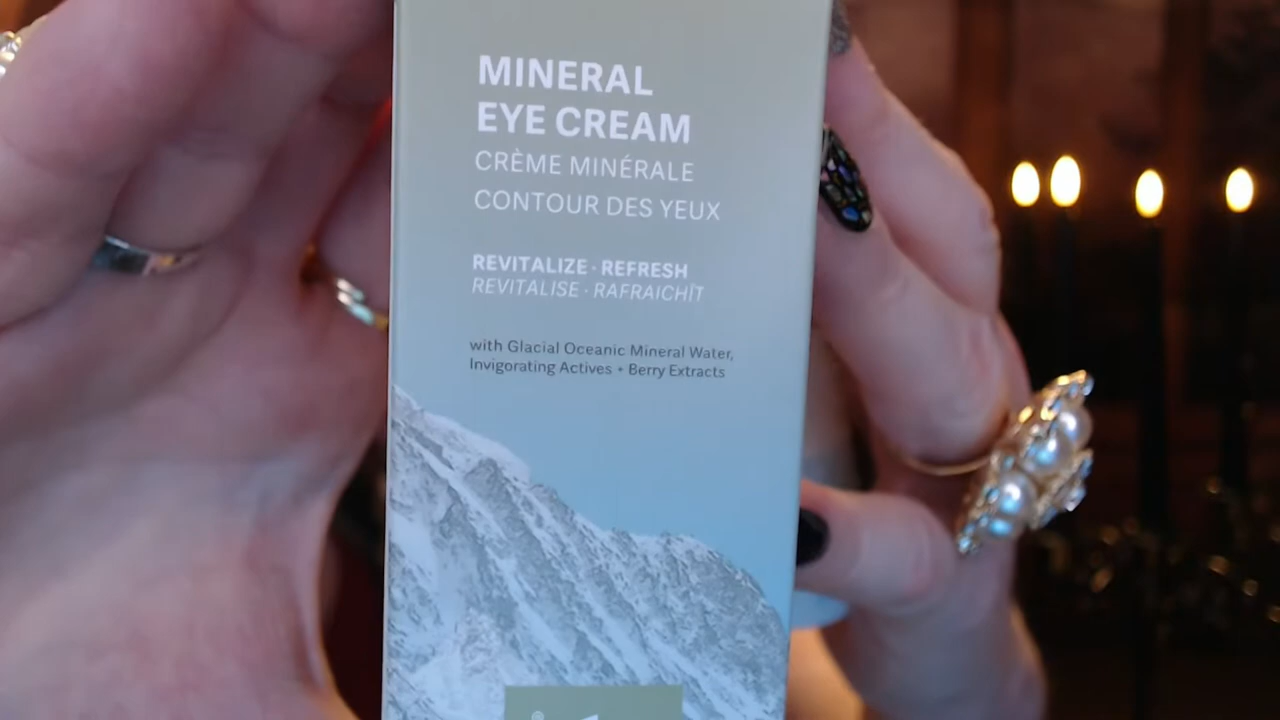 MINERAL
EYE CREAM
CRÈME MINÉRALE
CONTOUR DES YEUX
REVITALIZE · REFRESH
REVITALISE · RAFRAICHÎT
with Glacial Oceanic Mineral Water,
Invigorating Actives + Berry Extracts